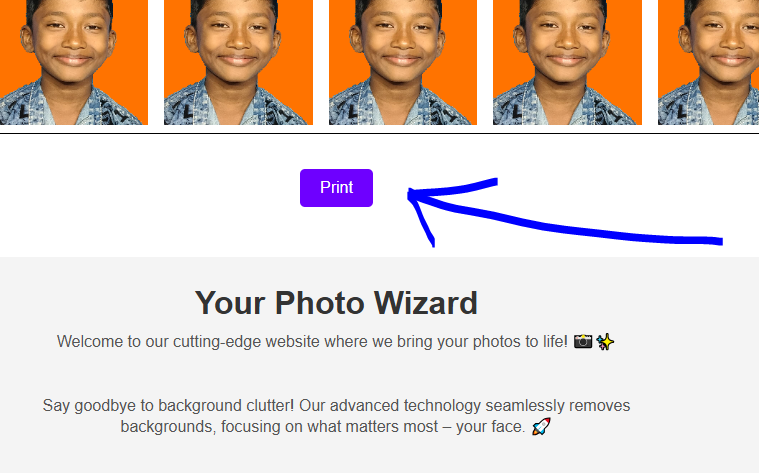 Print
Your Photo Wizard
Welcome to our cutting-edge website where we bring your photos to life! 📸✨
Say goodbye to background clutter! Our advanced technology seamlessly removes
backgrounds, focusing on what matters most – your face. 🚀